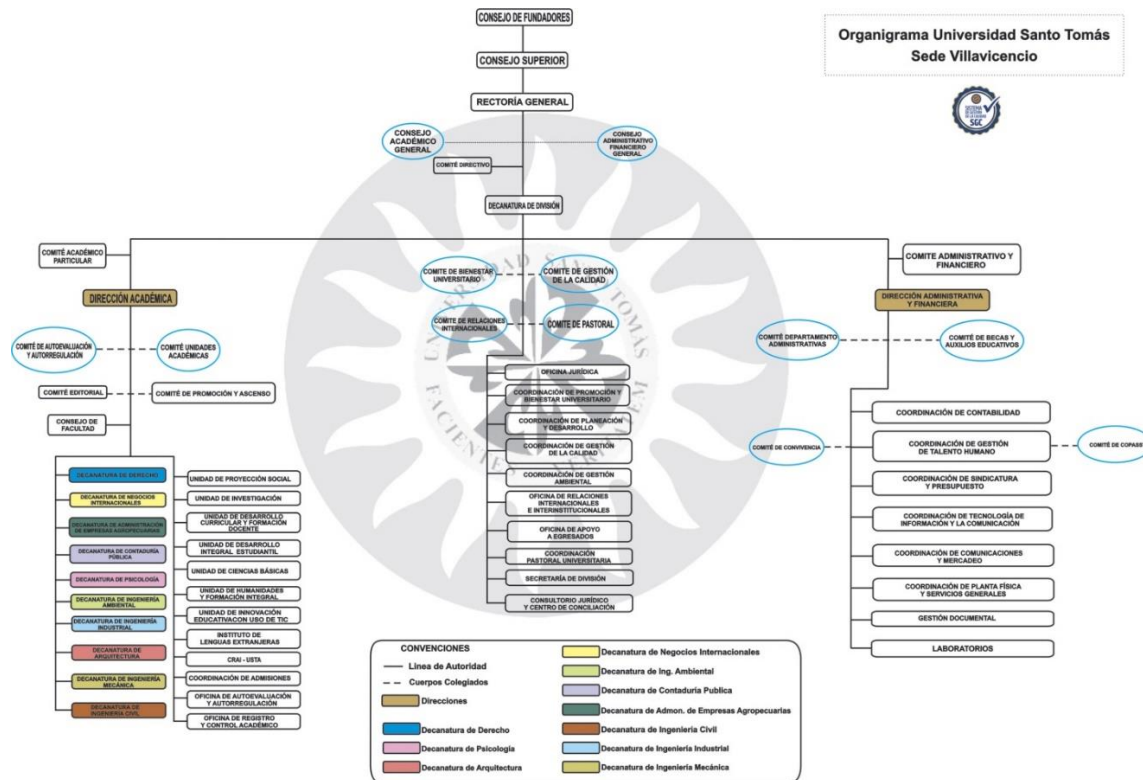 Organigrama Universidad Santo Tomás
Sede Villavicencio
SGC
CONSEJO DE FUNDADORES
CONSEJO SUPERIOR
RECTORÍA GENERAL
CONSEJO
ACADÉMICO
GENERAL
CONSEJO
ADMINISTRATIVO
FINANCIERO
GENERAL
COMITÉ DIRECTIVO
DECANATURA DE DIVISIÓN
COMITÉ ACADÉMICO
PARTICULAR
DIRECCIÓN ACADÉMICA
COMITÉ DE AUTOEVALUACIÓN
Y AUTORREGULACIÓN
COMITÉ UNIDADES
ACADÉMICAS
COMITÉ EDITORIAL
COMITÉ DE PROMOCIÓN Y ASCENSO
CONSEJO DE
FACULTAD
DECANATURA DE DERECHO
DECANATURA DE NEGOCIOS
INTERNACIONALES
DECANATURA DE ADMINISTRACIÓN
DE EMPRESAS AGROPECUARIAS
DECANATURA DE CONTADURÍA
PÚBLICA
DECANATURA DE PSICOLOGÍA
DECANATURA DE INGENIERÍA
AMBIENTAL
DECANATURA DE INGENIERÍA
INDUSTRIAL
DECANATURA DE
ARQUITECTURA
DECANATURA DE INGENIERÍA
MECÁNICA
DECANATURA DE
INGENIERÍA CIVIL
UNIDAD DE PROYECCIÓN SOCIAL
UNIDAD DE INVESTIGACIÓN
UNIDAD DE DESARROLLO
CURRICULAR Y FORMACIÓN
DOCENTE
UNIDAD DE DESARROLLO
INTEGRAL ESTUDIANTIL
UNIDAD DE CIENCIAS BÁSICAS
UNIDAD DE HUMANIDADES
Y FORMACIÓN INTEGRAL
UNIDAD DE INNOVACIÓN
EDUCATIVACON USO DE TIC
INSTITUTO DE
LENGUAS EXTRANJERAS
CRAI - USTA
COORDINACIÓN DE ADMISIONES
OFICINA DE AUTOEVALUACIÓN
Y AUTORREGULACIÓN
OFICINA DE REGISTRO
Y CONTROL ACADÉMICO
COMITE DE BIENESTAR
UNIVERSITARIO
COMITE DE GESTIÓN
DE LA CALIDAD
COMITE DE RELACIONES
INTERNACIONALES
COMITE DE PASTORAL
UNIVERSIDAD SANTO TOMÁS
FACIENTES VERITATEM
OFICINA JURÍDICA
COORDINACIÓN DE PROMOCIÓN Y
BIENESTAR UNIVERSITARIO
COORDINACIÓN DE PLANEACIÓN
Y DESARROLLO
COORDINACIÓN DE GESTIÓN
DE LA CALIDAD
COORDINACIÓN DE GESTIÓN
AMBIENTAL
OFICINA DE RELACIONES
INTERNACIONALES
E INTERINSTITUCIONALES
OFICINA DE APOYO
A EGRESADOS
COORDINACIÓN
PASTORAL UNIVERSITARIA
SECRETARÍA DE DIVISIÓN
CONSULTORIO JURÍDICO
Y CENTRO DE CONCILIACIÓN
COMITE ADMINISTRATIVO Y
FINANCIERO
DIRECCIÓN ADMINISTRATIVA
Y FINANCIERA
COMITÉ DEPARTAMENTO
ADMINISTRATIVAS
COMITÉ DE BECAS Y
AUXILIOS EDUCATIVOS
COORDINACIÓN DE CONTABILIDAD
COMITÉ DE CONVIVENCIA
COORDINACIÓN DE GESTIÓN
DE TALENTO HUMANO
COMITÉ DE COPASST
COORDINACIÓN DE SINDICATURA
Y PRESUPUESTO
COORDINACIÓN DE TECNOLOGÍA DE
INFORMACIÓN Y LA COMUNICACIÓN
COORDINACIÓN DE COMUNICACIONES
Y MERCADEO
COORDINACIÓN DE PLANTA FÍSICA
Y SERVICIOS GENERALES
GESTIÓN DOCUMENTAL
LABORATORIOS
CONVENCIONES
Línea de Autoridad
Cuerpos Colegiados
Direcciones
Decanatura de Derecho
Decanatura de Psicología
Decanatura de Arquitectura
Decanatura de Negocios Internacionales
Decanatura de Ing. Ambiental
Decanatura de Contaduría Publica
Decanatura de Admon. de Empresas Agropecuarias
Decanatura de Ingeniería Civil
Decanatura de Ingeniería Industrial
Decanatura de Ingeniería Mecánica